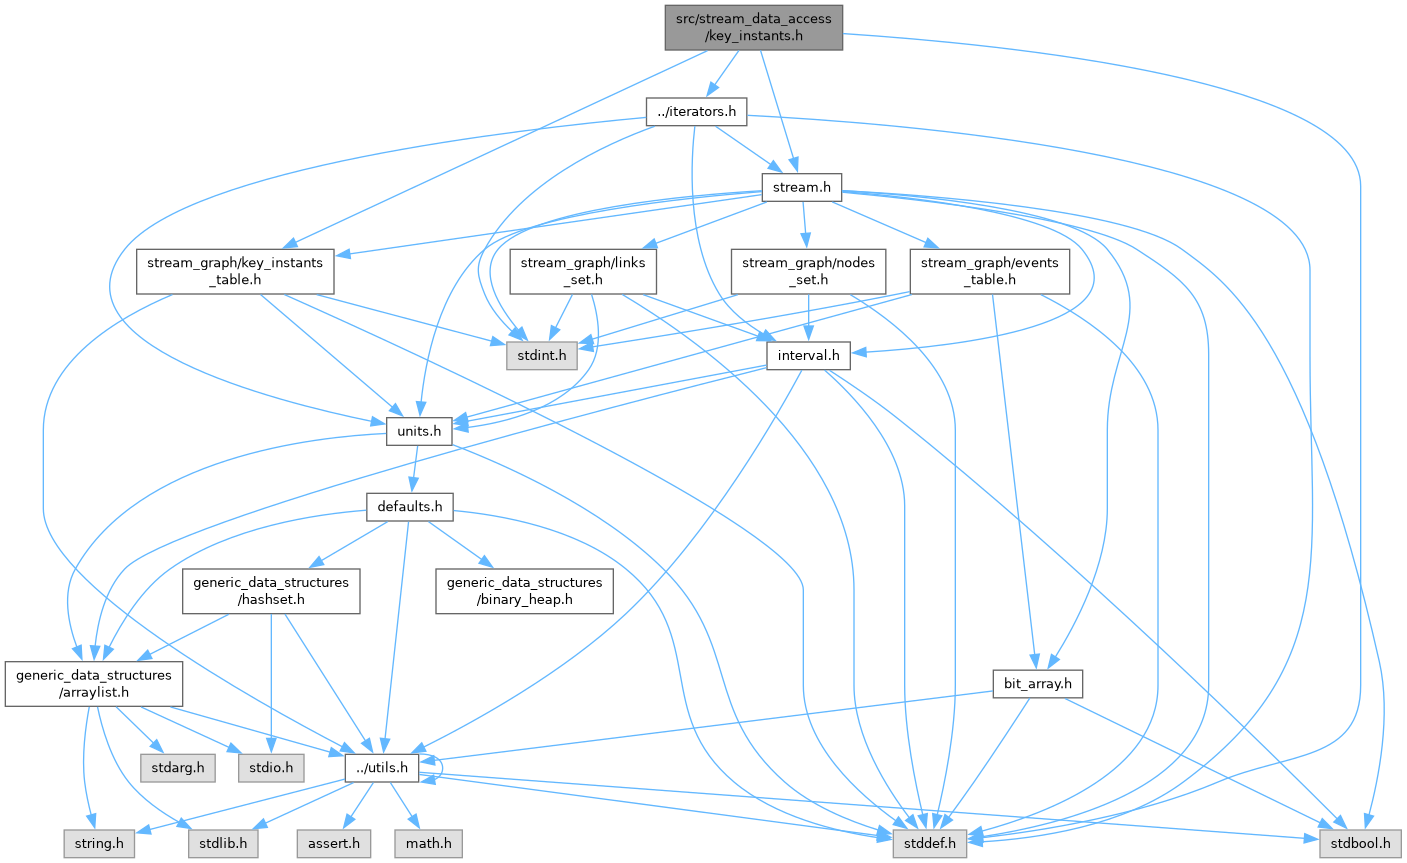 src/stream_data_access
/key_instants.h
../iterators.h
stream.h
stream_graph/key_instants
_table.h
stream_graph/links
_set.h
stream_graph/nodes
_set.h
stream_graph/events
_table.h
stdint.h
interval.h
units.h
defaults.h
generic_data_structures
/hashset.h
generic_data_structures
/binary_heap.h
generic_data_structures
/arraylist.h
bit_array.h
stdarg.h
stdio.h
../utils.h
string.h
stdlib.h
assert.h
math.h
stddef.h
stdbool.h